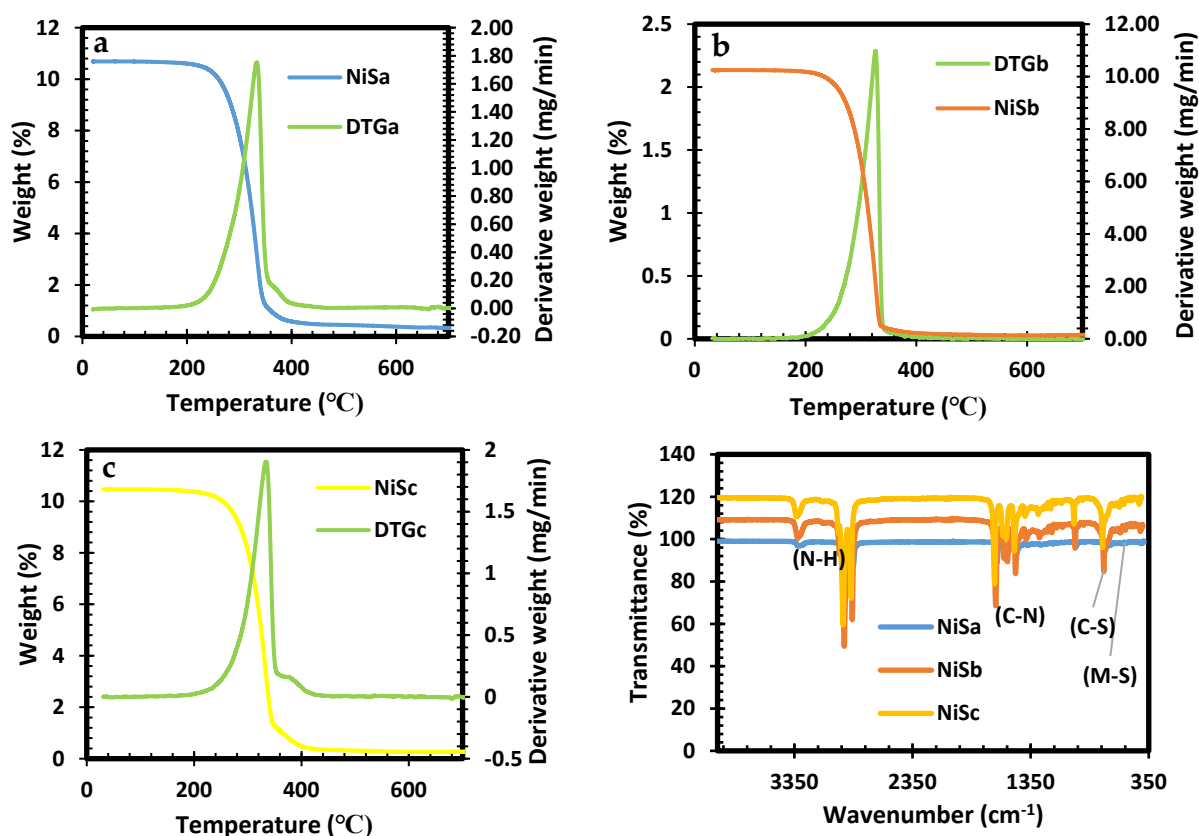 a
12
10
8
6
4
2
0
Weight (%)
0
200
400
600
Temperature (℃)
2.00
1.80
1.60
1.40
1.20
1.00
0.80
0.60
0.40
0.20
0.00
-0.20
Derivative weight (mg/min)
NiSa
DTGa
b
2.5
2
1.5
1
0.5
0
Weight (%)
0
200
400
600
Temperature (℃)
12.00
10.00
8.00
6.00
4.00
2.00
0.00
Derivative weight (mg/min)
DTGb
NiSb
c
12
10
8
6
4
2
0
Weight (%)
0
200
400
600
Temperature (℃)
2
1.5
1
0.5
0
-0.5
Derivative weight (mg/min)
NiSc
DTGc
140
120
100
80
60
40
20
0
Transmittance (%)
3350
2350
1350
350
Wavenumber (cm⁻¹)
(N-H)
(C-N)
(C-S)
(M-S)
NiSa
NiSb
NiSc